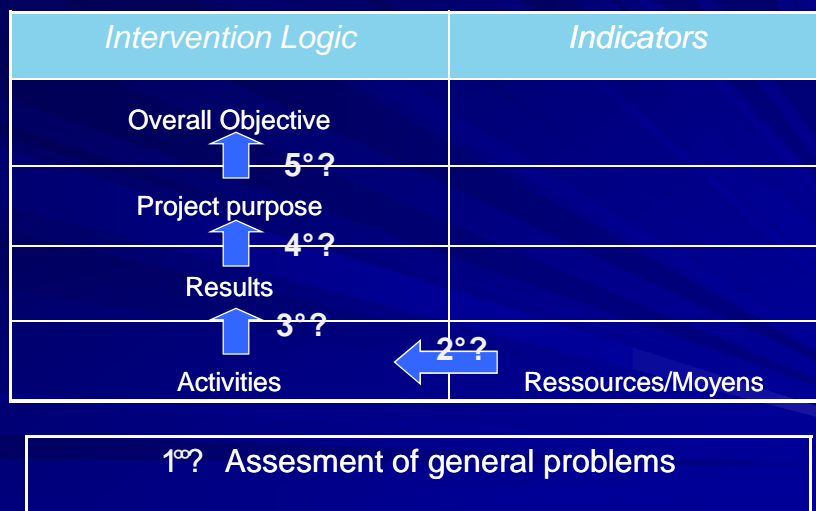 Intervention Logic Indicators
Overall Objective
5°?
Project purpose
4°?
Results
3°?
2°?
Activities Ressources/Moyens
1°? Assesment of general problems